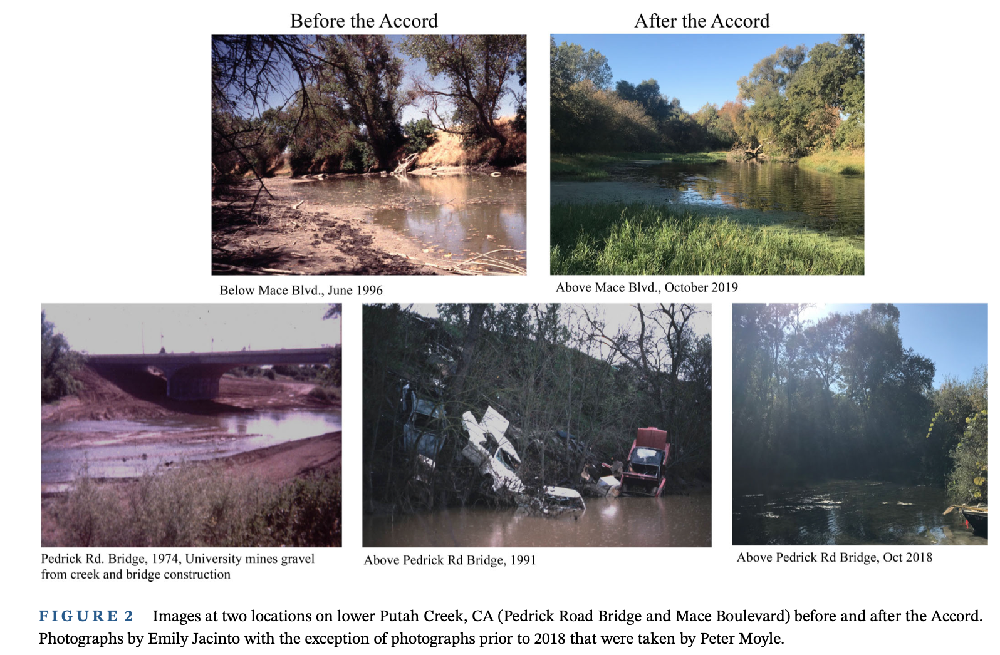 Before the Accord
After the Accord
Below Mace Blvd., June 1996
Above Mace Blvd., October 2019
Pedrick Rd. Bridge, 1974, University mines gravel
from creek and bridge construction
Above Pedrick Rd Bridge, 1991
Above Pedrick Rd Bridge, Oct 2018
FIGURE 2 Images at two locations on lower Putah Creek, CA (Pedrick Road Bridge and Mace Boulevard) before and after the Accord.
Photographs by Emily Jacinto with the exception of photographs prior to 2018 that were taken by Peter Moyle.